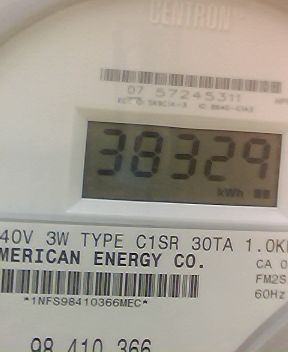 CENTRON
07 57245311
38329
kWh
40V 3W TYPE C1SR 30TA 1.0K
MERICAN ENERGY CO.
CA 0
FM2S
60Hz
*1NFS98410366MEC*
98 410 366